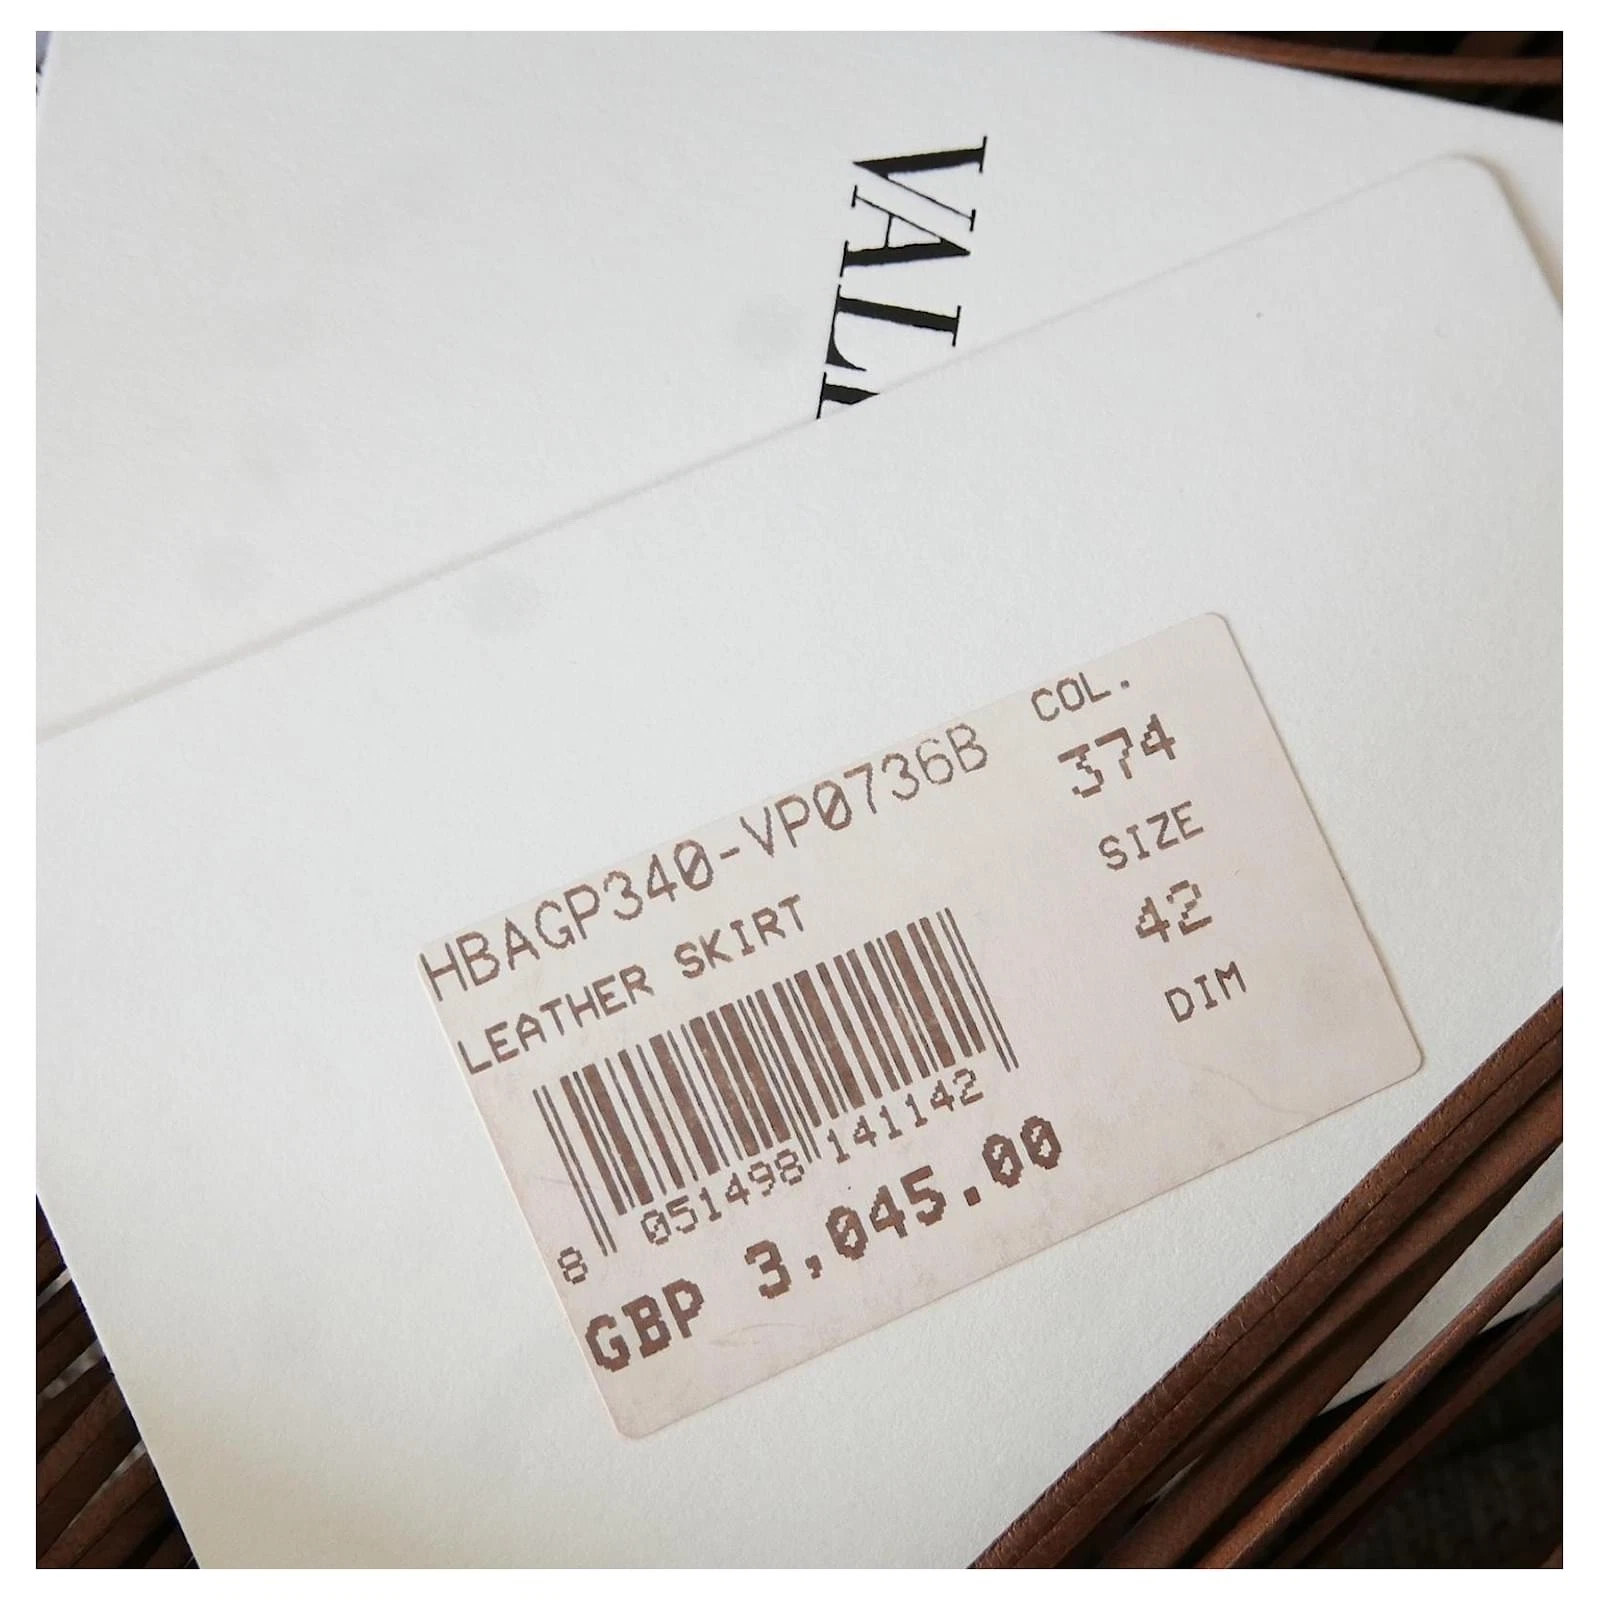 VAL
HBAGP340-VP0736B
LEATHER SKIRT
8 051498 141142
GBP 3,045.00
COL.
374
SIZE
42
DIM